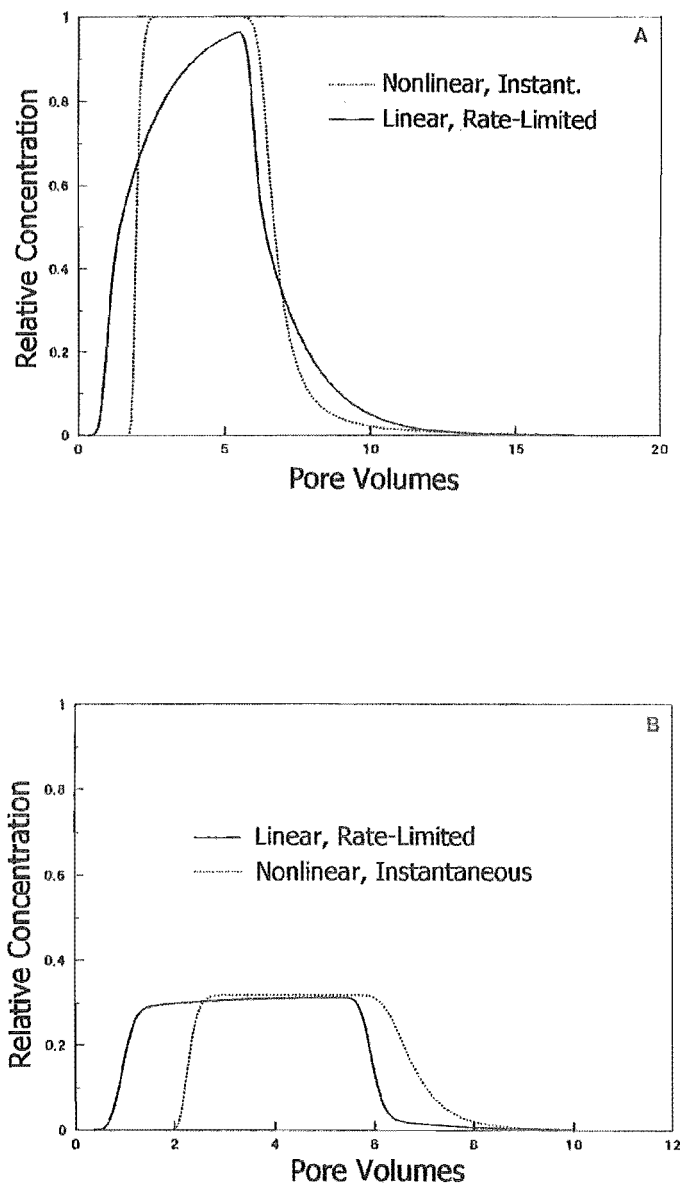 A
1
0.8
0.6
0.4
0.2
0
Relative Concentration
Nonlinear, Instant.
Linear, Rate-Limited
0 5 10 15 20
Pore Volumes
B
1
0.8
0.6
0.4
0.2
0
Relative Concentration
Linear, Rate-Limited
Nonlinear, Instantaneous
0 2 4 6 8 10 12
Pore Volumes